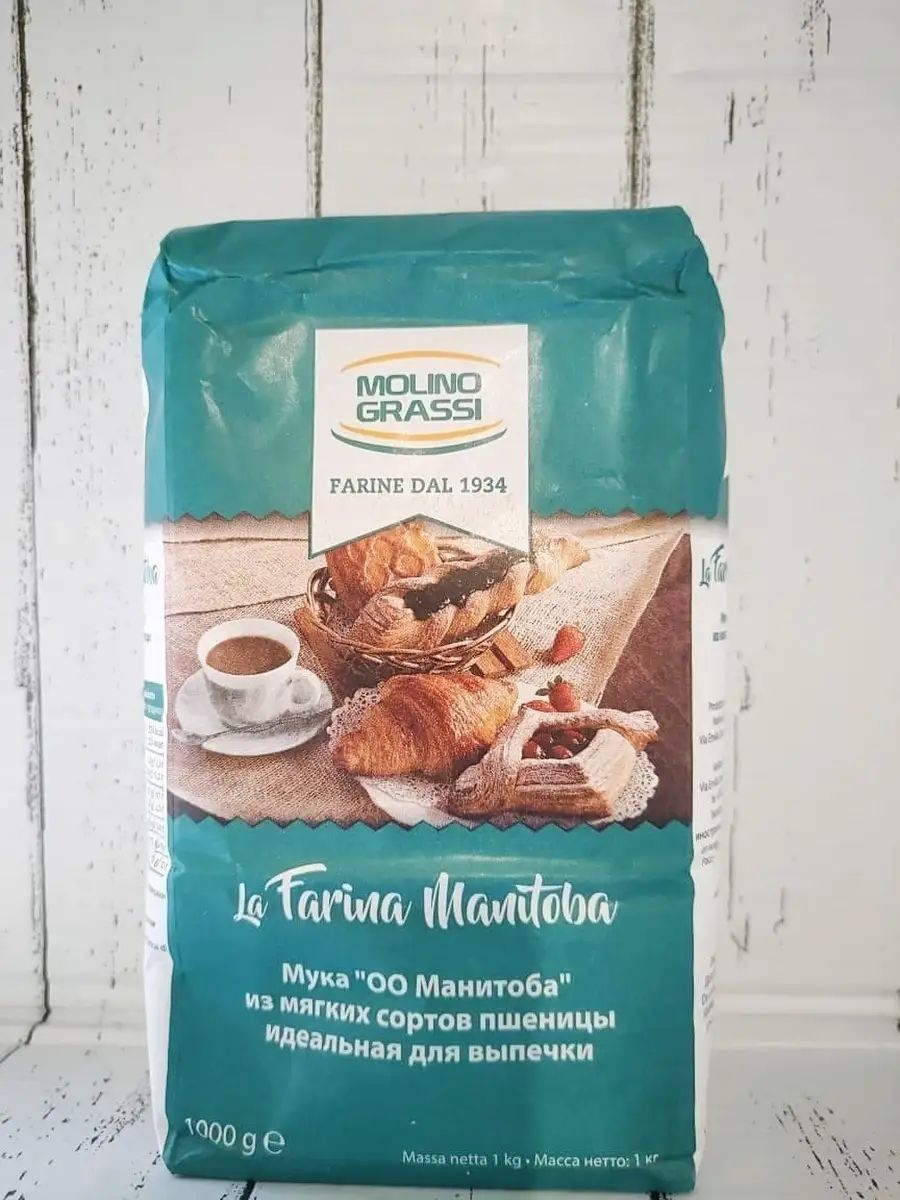 MOLINO
GRASSI
FARINE DAL 1934
La Farina Manitoba
Мука "ОО Манитоба"
из мягких сортов пшеницы
идеальная для выпечки
1000 g ℮
Massa netta 1 kg • Масса нетто: 1 кг